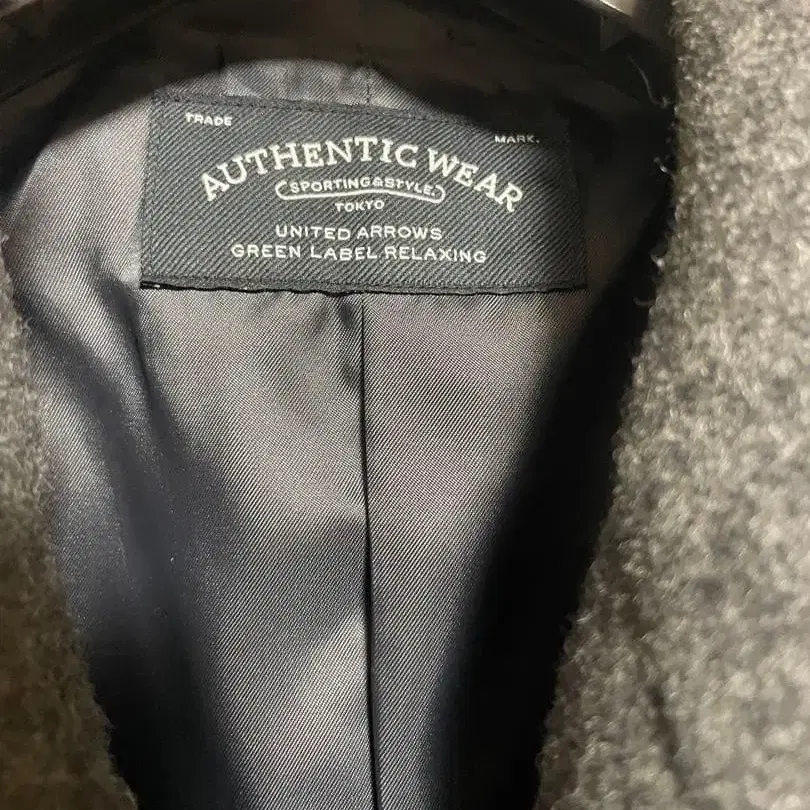 TRADE MARK.
AUTHENTIC WEAR
SPORTING&STYLE.
TOKYO
UNITED ARROWS
GREEN LABEL RELAXING